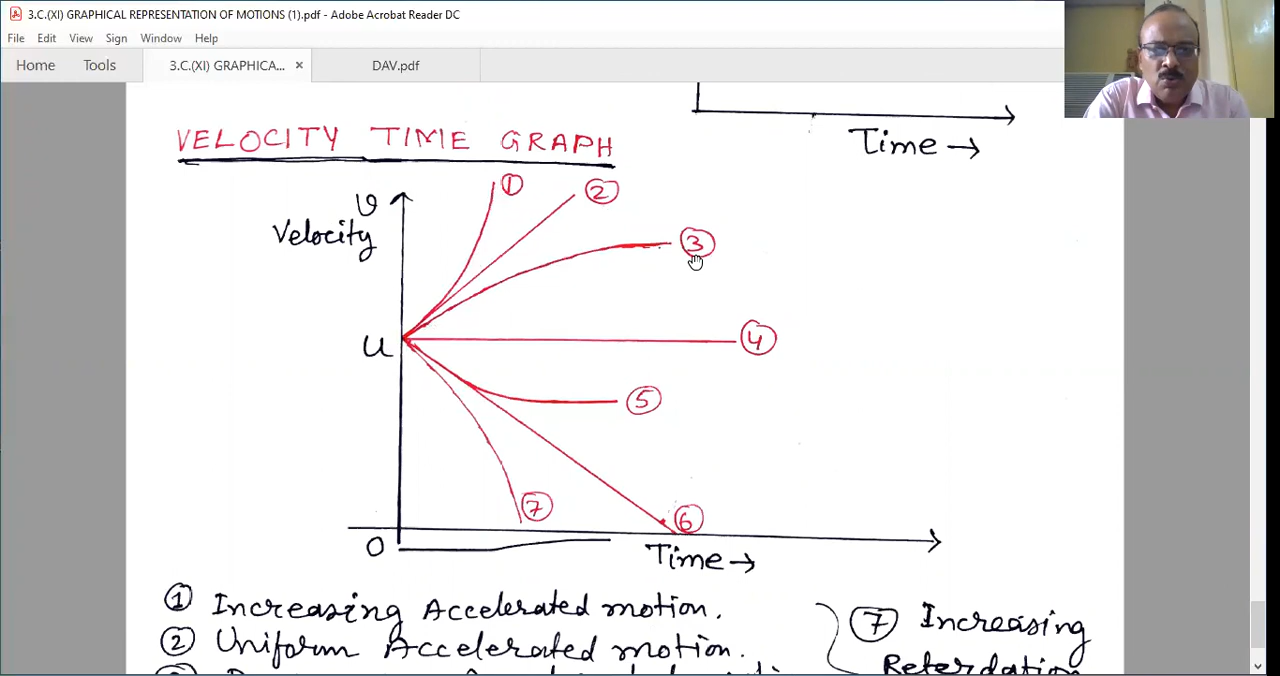 3.C.(XI) GRAPHICAL REPRESENTATION OF MOTIONS (1).pdf - Adobe Acrobat Reader DC
File Edit View Sign Window Help
Home Tools 3.C.(XI) GRAPHICA... × DAV.pdf
Time →
VELOCITY TIME GRAPH
υ
Velocity
1
2
3
u
4
5
7
6
0
Time →
① Increasing Accelerated motion.
② Uniform Accelerated motion.
⑦ Increasing
Reterdation